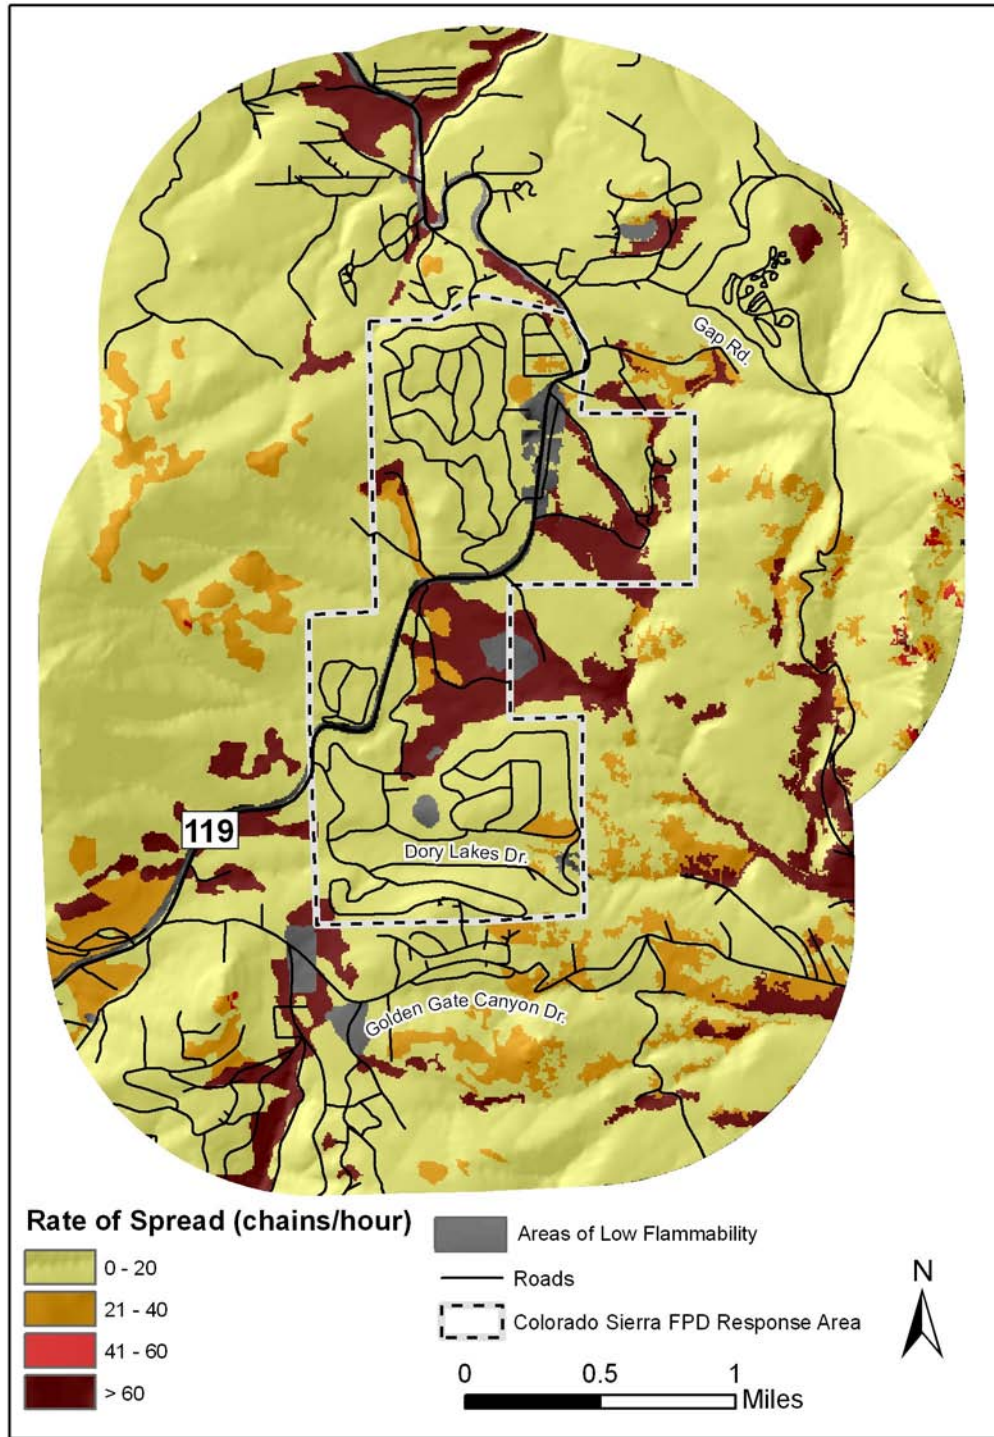 Gap Rd.
119
Dory Lakes Dr.
Golden Gate Canyon Dr.
Rate of Spread (chains/hour)
0 - 20
21 - 40
41 - 60
> 60
Areas of Low Flammability
Roads
Colorado Sierra FPD Response Area
0 0.5 1
Miles
N